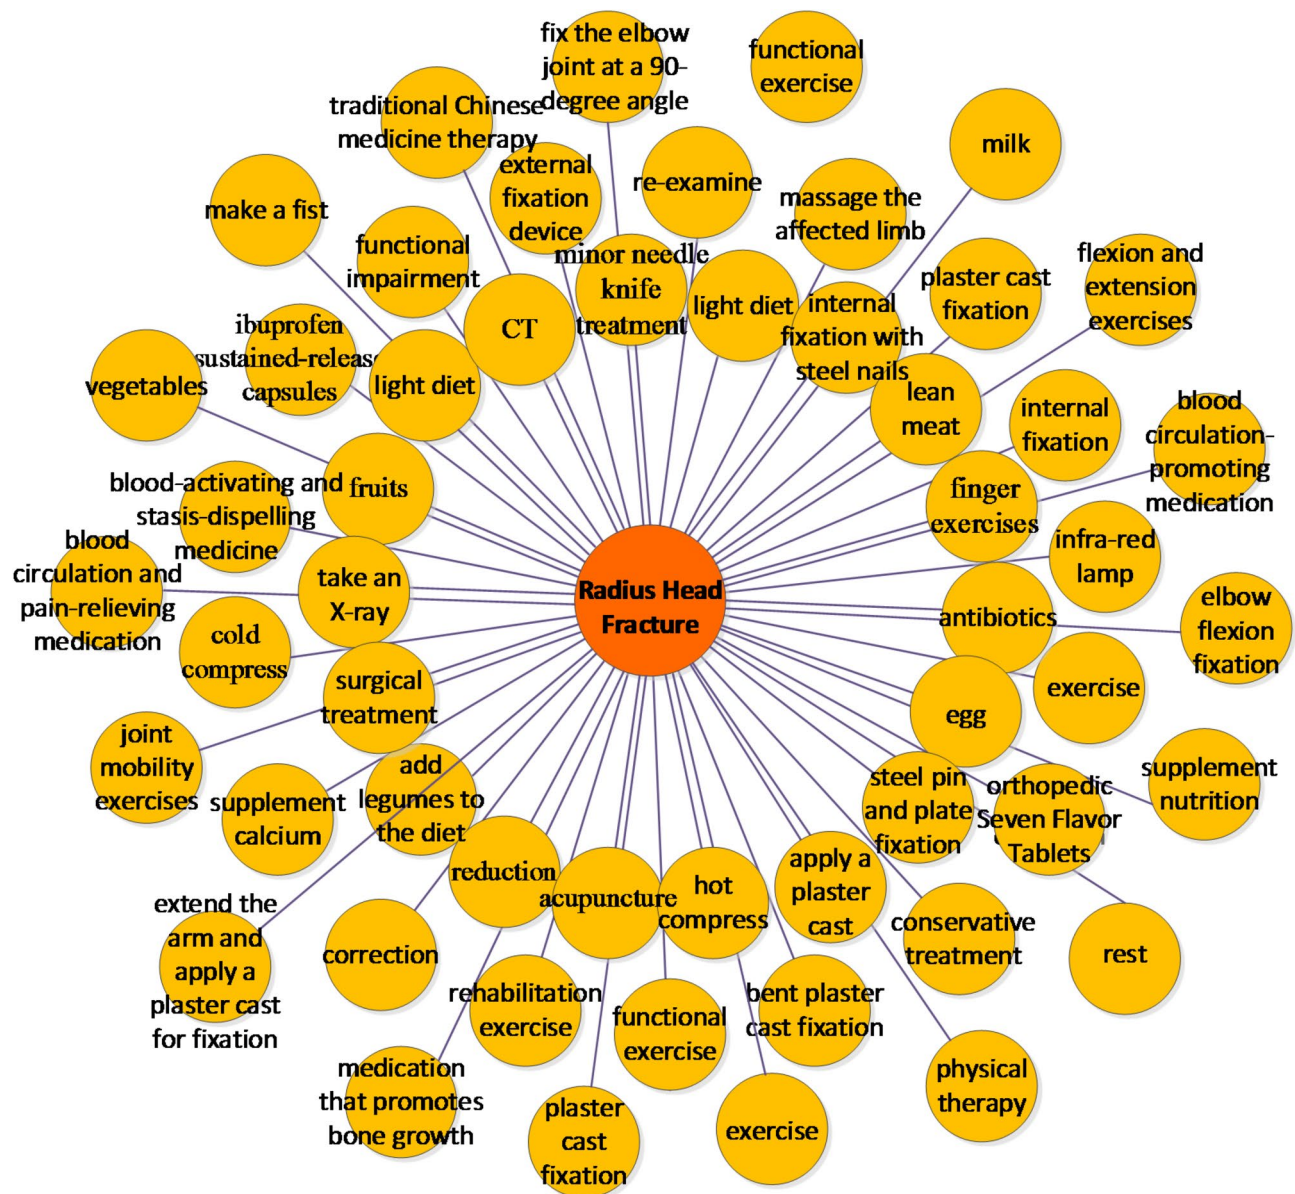 fix the elbow
joint at a 90-
degree angle
functional
exercise
traditional Chinese
medicine therapy
milk
external
fixation
device
re-examine
massage the
affected limb
make a fist
functional
impairment
minor needle
knife
treatment
light diet
internal
fixation with
steel nails
plaster cast
fixation
flexion and
extension
exercises
CT
ibuprofen
sustained-release
capsules
vegetables
light diet
lean
meat
internal
fixation
blood
circulation-
promoting
medication
blood-activating and
stasis-dispelling
medicine
fruits
finger
exercises
infra-red
lamp
blood
circulation and
pain-relieving
medication
take an
X-ray
Radius Head
Fracture
antibiotics
elbow
flexion
fixation
cold
compress
surgical
treatment
egg
exercise
joint
mobility
exercises
supplement
calcium
add
legumes to
the diet
steel pin
and plate
fixation
orthopedic
Seven Flavor
Tablets
supplement
nutrition
reduction
acupuncture
hot
compress
apply a
plaster
cast
conservative
treatment
rest
extend the
arm and
apply a
plaster cast
for fixation
correction
rehabilitation
exercise
functional
exercise
bent plaster
cast fixation
medication
that promotes
bone growth
plaster
cast
fixation
exercise
physical
therapy